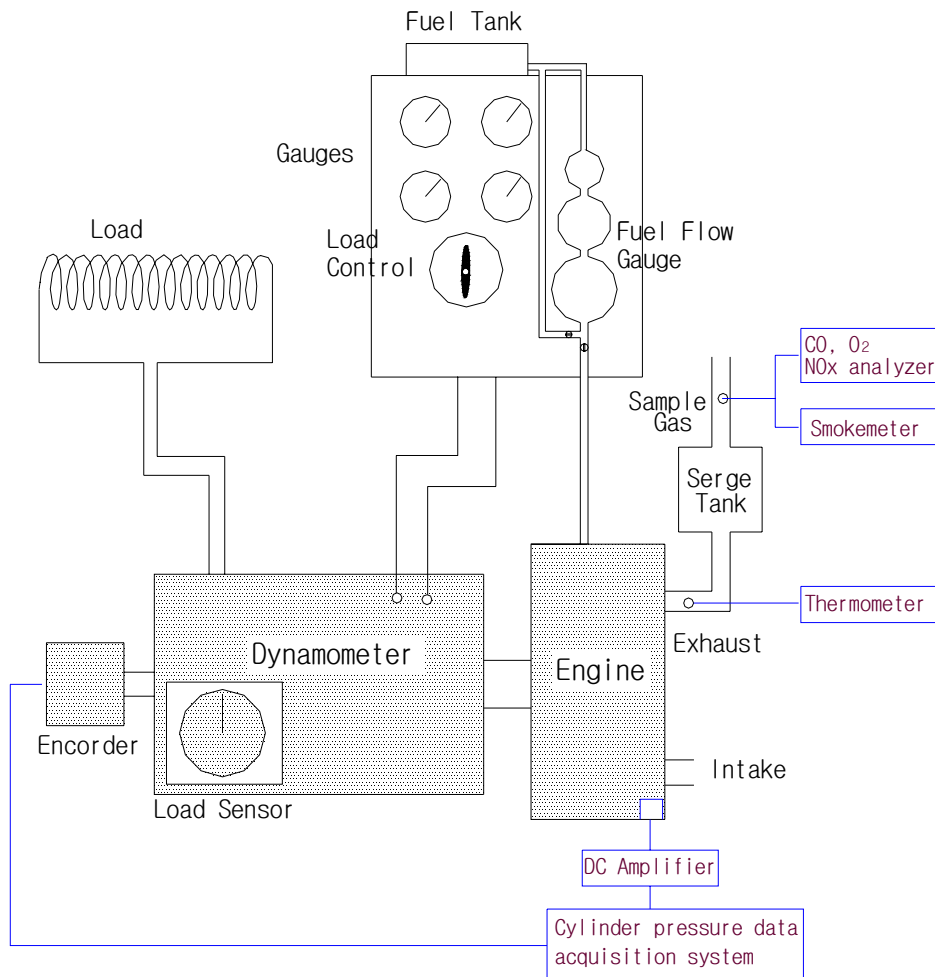 Fuel Tank
Gauges
Load
Load
Control
Fuel Flow
Gauge
CO, O2
NOx analyzer
Sample
Gas
Smokemeter
Serge
Tank
Thermometer
Exhaust
Dynamometer
Engine
Encorder
Load Sensor
Intake
DC Amplifier
Cylinder pressure data
acquisition system